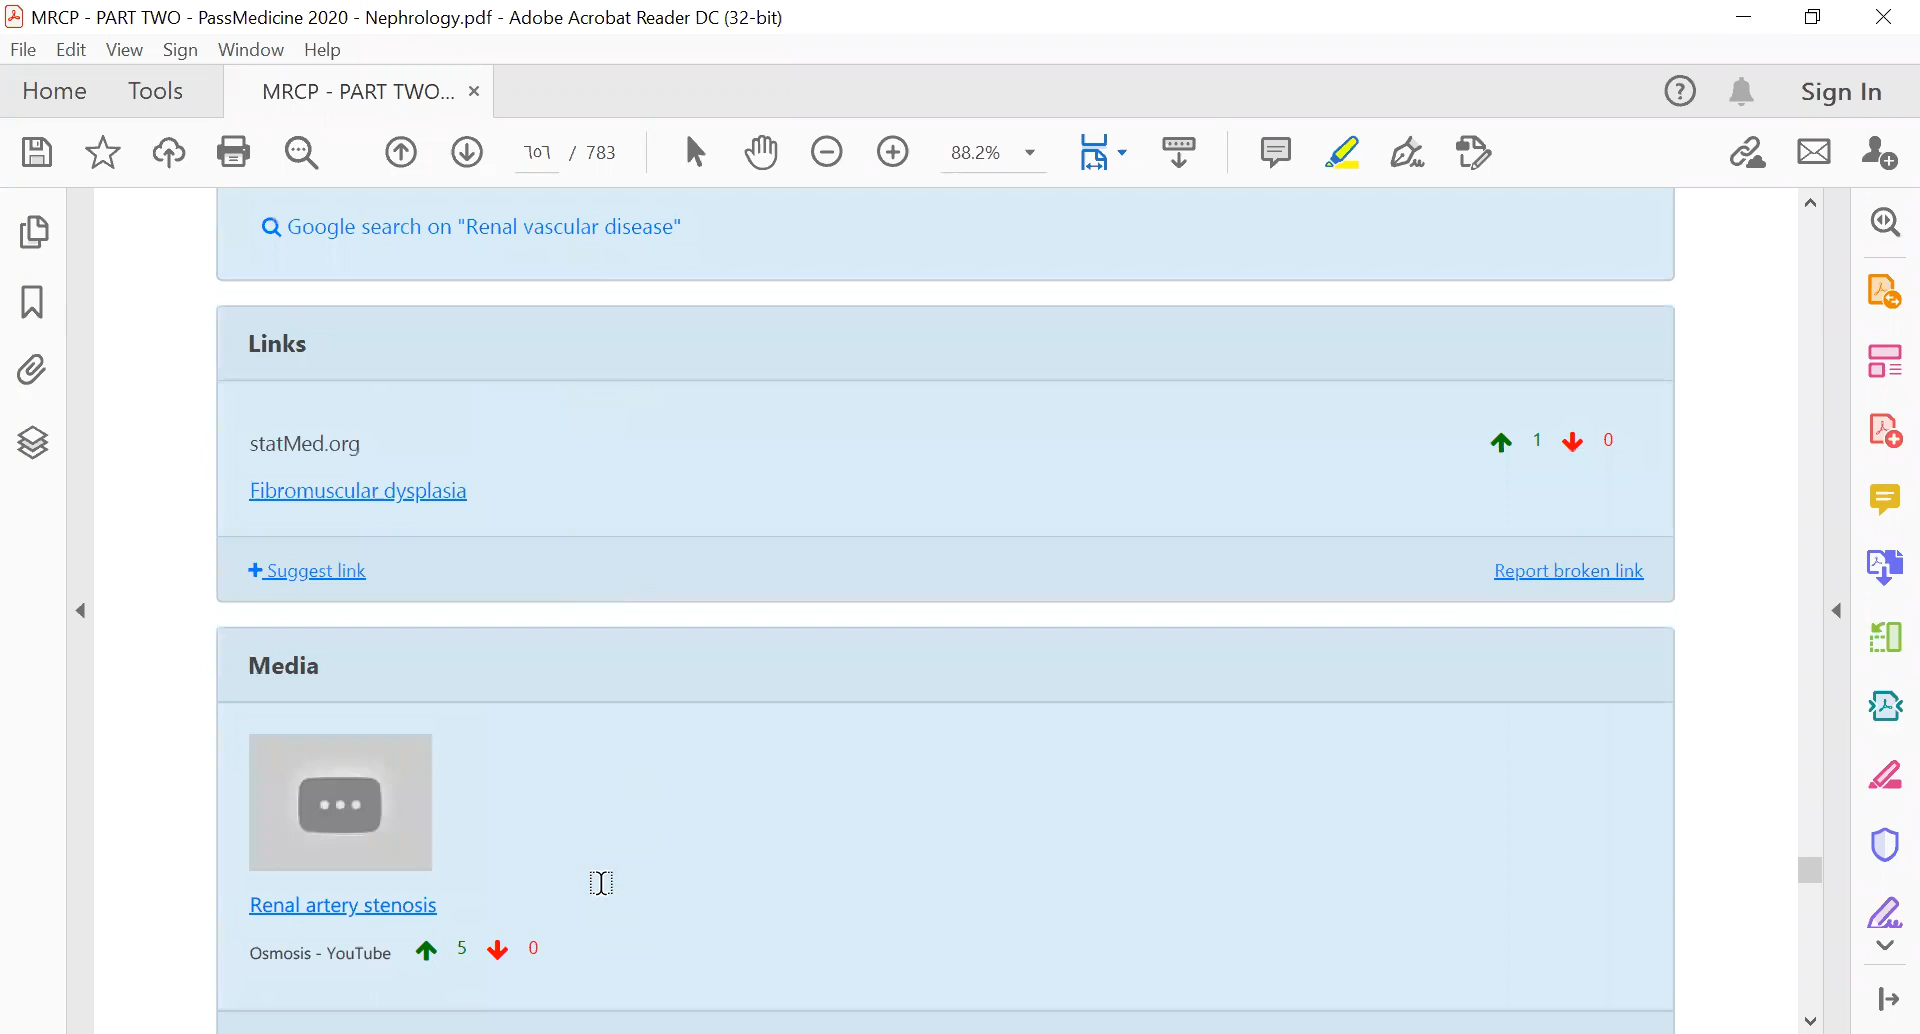 MRCP - PART TWO - PassMedicine 2020 - Nephrology.pdf - Adobe Acrobat Reader DC (32-bit)
File Edit View Sign Window Help
Home Tools MRCP - PART TWO... × Sign In
٦٥٦ / 783 88.2%
Google search on "Renal vascular disease"
Links
statMed.org 1 0
Fibromuscular dysplasia
+ Suggest link Report broken link
Media
Renal artery stenosis
Osmosis - YouTube 5 0